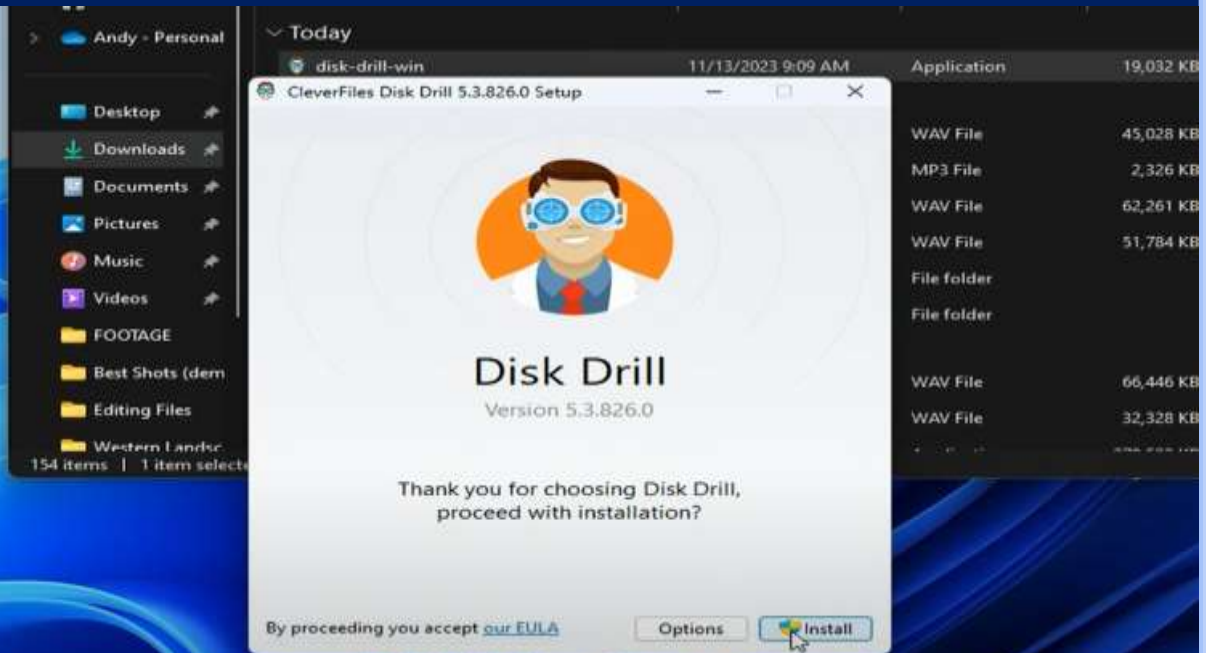 Andy - Personal
Today
disk-drill-win 11/13/2023 9:09 AM Application 19,032 KB
CleverFiles Disk Drill 5.3.826.0 Setup
Desktop
WAV File 45,028 KB
Downloads
MP3 File 2,326 KB
Documents
WAV File 62,261 KB
Pictures
WAV File 51,784 KB
Music
File folder
Videos
File folder
FOOTAGE
Disk Drill
Best Shots (dem
WAV File 66,446 KB
Version 5.3.826.0
Editing Files
WAV File 32,328 KB
Western Landsc
154 items | 1 item selecte
Thank you for choosing Disk Drill,
proceed with installation?
By proceeding you accept our EULA
Options
Install